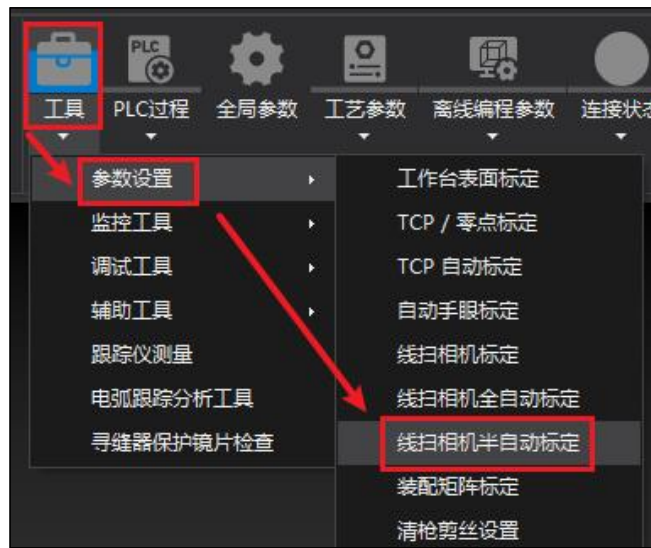 PLC
工具
PLC过程
全局参数
工艺参数
离线编程参数
连接状态
参数设置
监控工具
调试工具
辅助工具
跟踪仪测量
电弧跟踪分析工具
寻缝器保护镜片检查
工作台表面标定
TCP / 零点标定
TCP 自动标定
自动手眼标定
线扫相机标定
线扫相机全自动标定
线扫相机半自动标定
装配矩阵标定
清枪剪丝设置